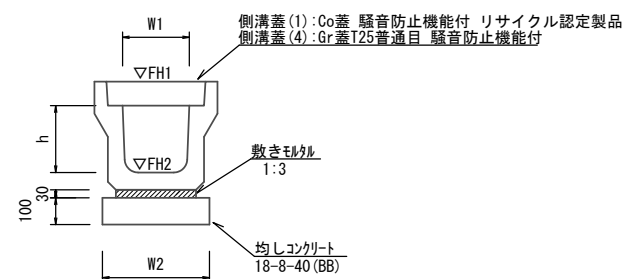 W1
側溝蓋(1):Co蓋 騒音防止機能付 リサイクル認定製品
側溝蓋(4):Gr蓋T25普通目 騒音防止機能付
▽FH1
h
▽FH2
敷きﾓﾙﾀﾙ
1:3
30
100
均しｺﾝｸﾘｰﾄ
18-8-40(BB)
W2